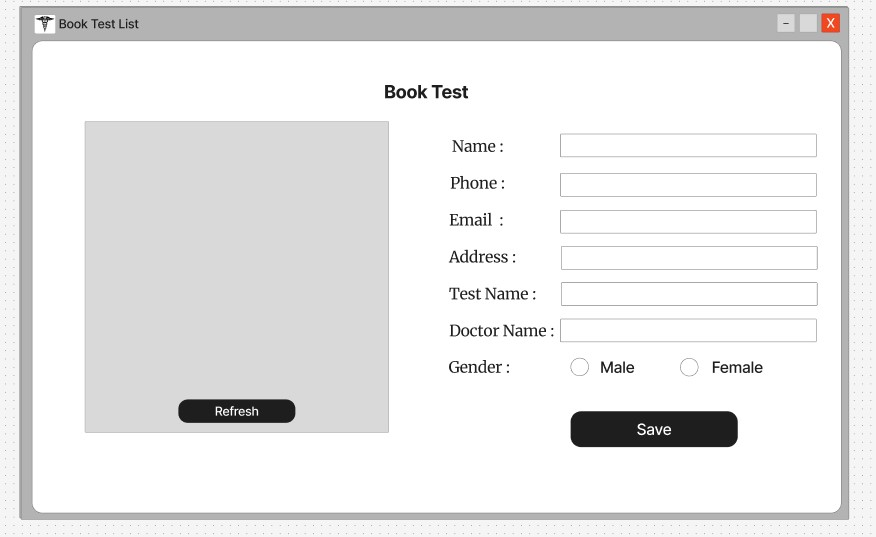 Book Test List
– X
Book Test
Name :
Phone :
Email :
Address :
Test Name :
Doctor Name :
Gender : Male Female
Refresh
Save